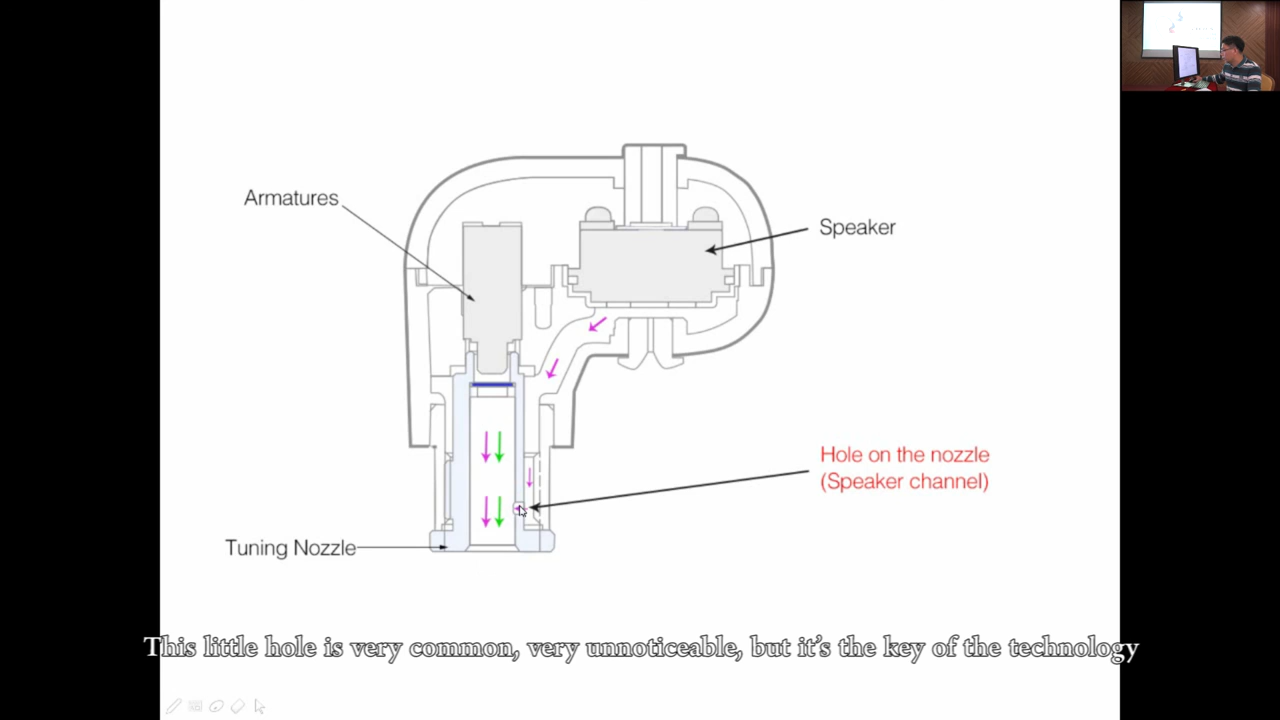 Armatures
Speaker
Hole on the nozzle
(Speaker channel)
Tuning Nozzle
This little hole is very common, very unnoticeable, but it's the key of the technology